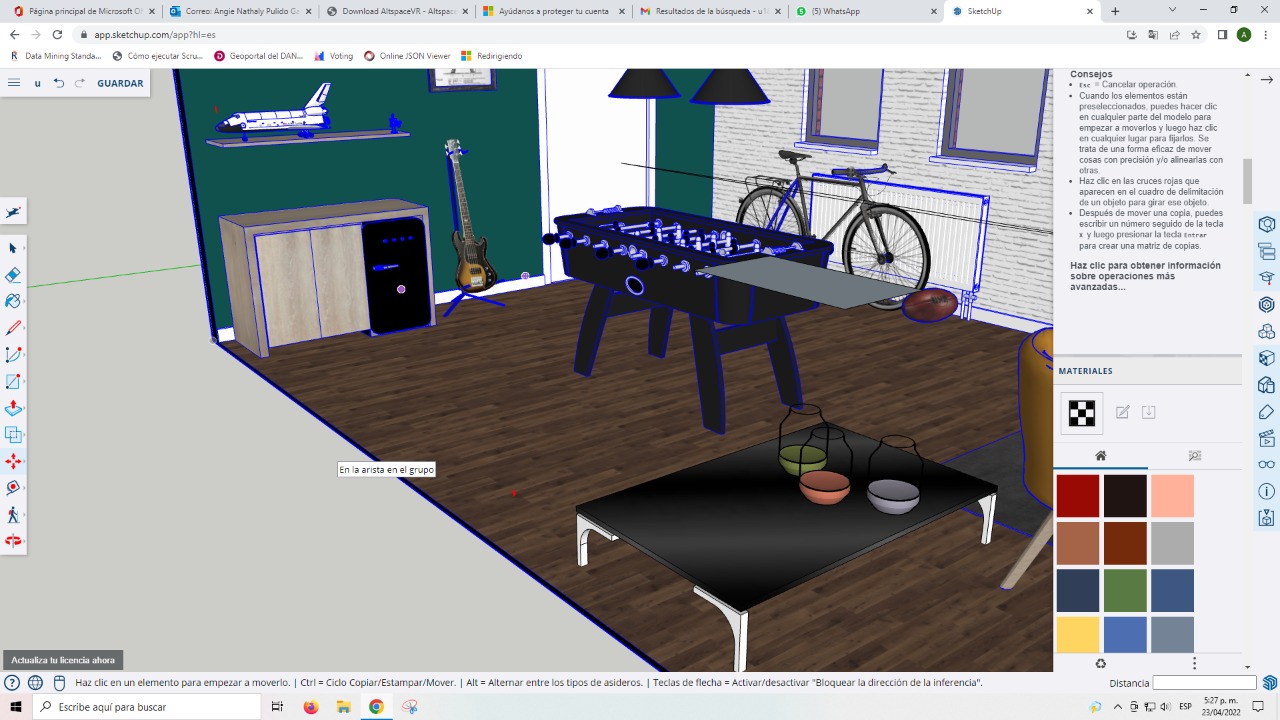 Página principal de Microsoft Of
Correo: Angie Nathaly Pulido Go
Download AltspaceVR - Altspac
Ayúdanos a proteger tu cuenta
Resultados de la búsqueda - u18
(5) WhatsApp
SketchUp
app.sketchup.com/app?hl=es
A
Data Mining Standa...
Cómo ejecutar Scru...
Geoportal del DAN...
Voting
Online JSON Viewer
Redirigiendo
u
GUARDAR
Consejos
Esc = Cancelar operación.
Cuando los elementos están
preseleccionados, puedes hacer clic
en cualquier parte del modelo para
empezar a moverlos y luego haz clic
en cualquier lugar para fijarlos. Se
trata de una forma eficaz de mover
cosas con precisión y/o alinearlas con
otras.
Haz clic en las cruces rojas que
aparecen en el cuadro de delimitación
de un objeto para girar ese objeto.
Después de mover una copia, puedes
escribir un número seguido de la tecla
x y luego presionar la tecla Entrar
para crear una matriz de copias.
Haz clic para obtener información
sobre operaciones más
avanzadas...
MATERIALES
En la arista en el grupo
Actualiza tu licencia ahora
Haz clic en un elemento para empezar a moverlo. | Ctrl = Ciclo Copiar/Estampar/Mover. | Alt = Alternar entre los tipos de asideros. | Teclas de flecha = Activar/desactivar "Bloquear la dirección de la inferencia".
Distancia
Escribe aquí para buscar
ESP
5:27 p. m.
23/04/2022